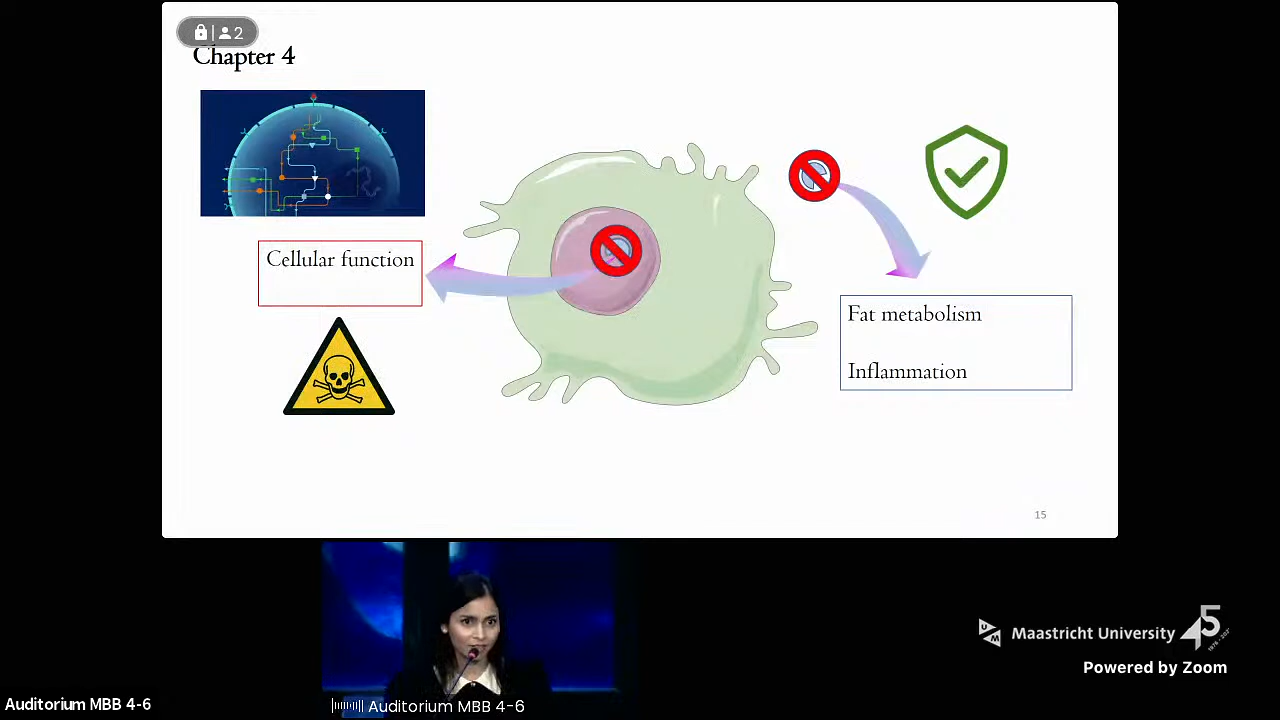 2
Chapter 4
Cellular function
Fat metabolism
Inflammation
15
Maastricht University
45
Powered by Zoom
Auditorium MBB 4-6
Auditorium MBB 4-6